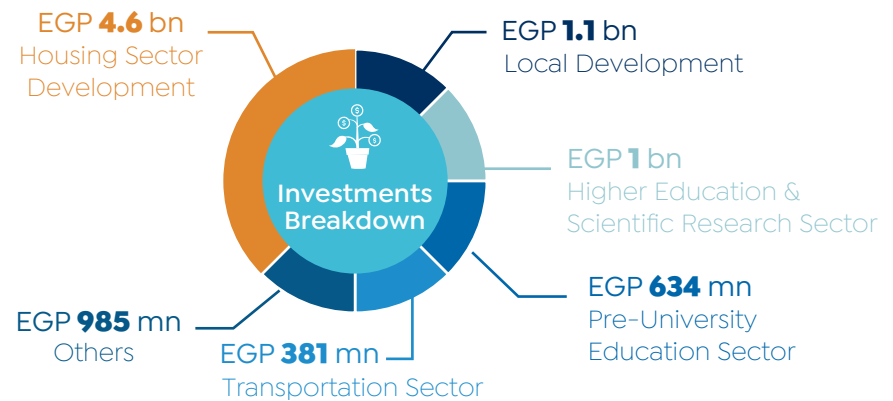 EGP 4.6 bn
Housing Sector
Development
EGP 1.1 bn
Local Development
Investments
Breakdown
EGP 1 bn
Higher Education &
Scientific Research Sector
EGP 634 mn
Pre-University
Education Sector
EGP 985 mn
Others
EGP 381 mn
Transportation Sector